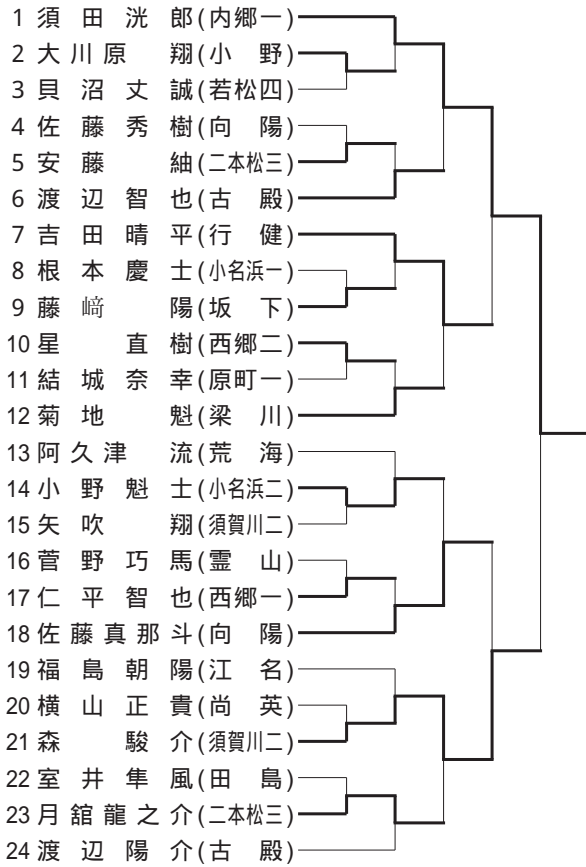 1 須田洸郎(内郷一)
2 大川原翔(小野)
3 貝沼丈誠(若松四)
4 佐藤秀樹(向陽)
5 安藤紬(二本松三)
6 渡辺智也(古殿)
7 吉田晴平(行健)
8 根本慶士(小名浜一)
9 藤﨑陽(坂下)
10 星直樹(西郷二)
11 結城奈幸(原町一)
12 菊地魁(梁川)
13 阿久津流(荒海)
14 小野魁士(小名浜二)
15 矢吹翔(須賀川二)
16 菅野巧馬(霊山)
17 仁平智也(西郷一)
18 佐藤真那斗(向陽)
19 福島朝陽(江名)
20 横山正貴(尚英)
21 森駿介(須賀川二)
22 室井隼風(田島)
23 月舘龍之介(二本松三)
24 渡辺陽介(古殿)